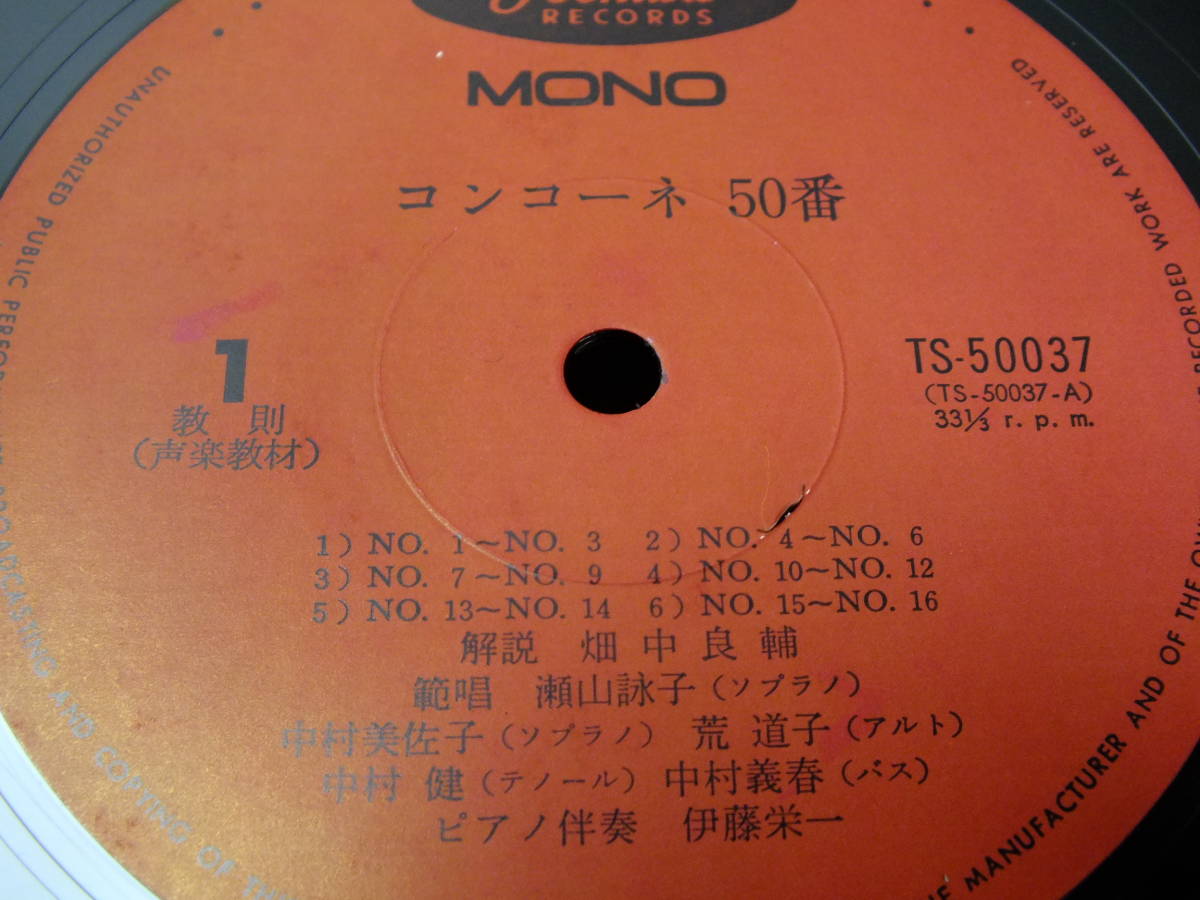 RECORDS
MONO
コンコーネ 50番
1
教 則
(声楽教材)
TS-50037
(TS-50037-A)
33⅓ r. p. m.
1) NO. 1～NO. 3 2) NO. 4～NO. 6
3) NO. 7～NO. 9 4) NO. 10～NO. 12
5) NO. 13～NO. 14 6) NO. 15～NO. 16
解説 畑中良輔
範唱 瀬山詠子(ソプラノ)
中村美佐子(ソプラノ) 荒 道子(アルト)
中村 健(テノール) 中村義春(バス)
ピアノ伴奏 伊藤栄一
MANUFACTURER AND OF THE
RECORDED WORK ARE RESERVED
UNAUTHORIZED PUBLIC
BROADCASTING AND COPYING OF